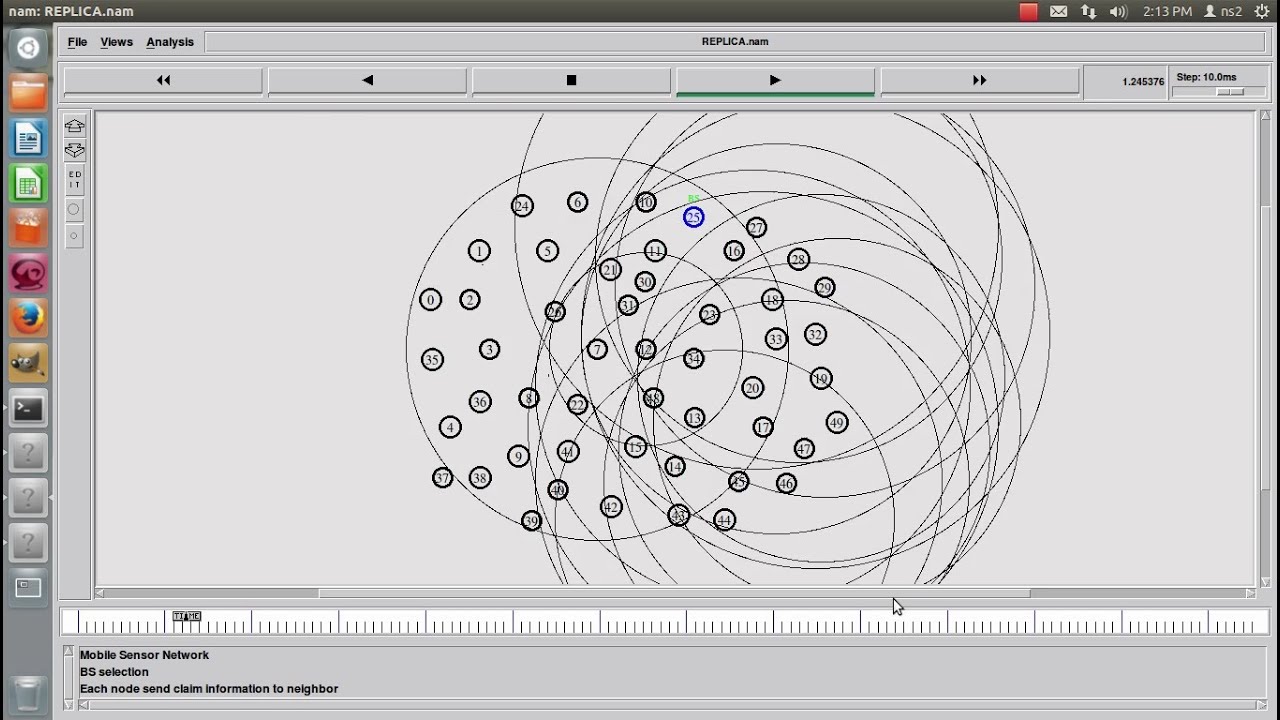 nam: REPLICA.nam
2:13 PM ns2
File Views Analysis REPLICA.nam
1.245376 Step: 10.0ms
ED
IT
BS
24 6 10 25 27
1 5 11 16
21 30 28
0 2 26 31 23 18 29
35 3 7 12 34 33 32
36 8 22 48 13 20 19
4 9 41 15 14 17 47 49
37 38 40 42 45 46
39 43 44
TIME
Mobile Sensor Network
BS selection
Each node send claim information to neighbor